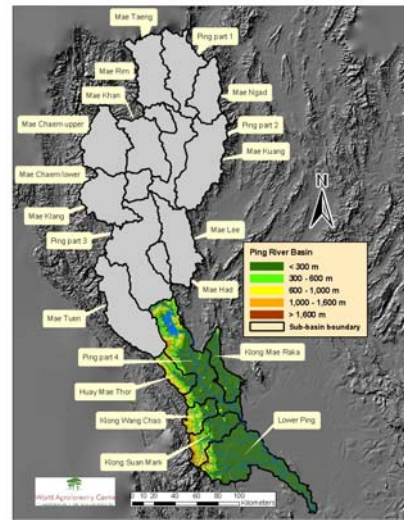 Mae Taeng
Ping part 1
Mae Rim
Mae Khan
Mae Ngad
Mae Chaem upper
Ping part 2
Mae Kuang
Mae Chaem lower
Mae Klang
N
Ping part 3
Mae Lee
Ping River Basin
< 300 m
300 - 600 m
600 - 1,000 m
1,000 - 1,600 m
> 1,600 m
Sub-basin boundary
Mae Had
Mae Tuen
Ping part 4
Klong Mae Raka
Huay Mae Thor
Klong Wang Chao
Lower Ping
Klong Suan Mark
World Agroforestry Centre
0 10 20 40 60 80 100
Kilometers